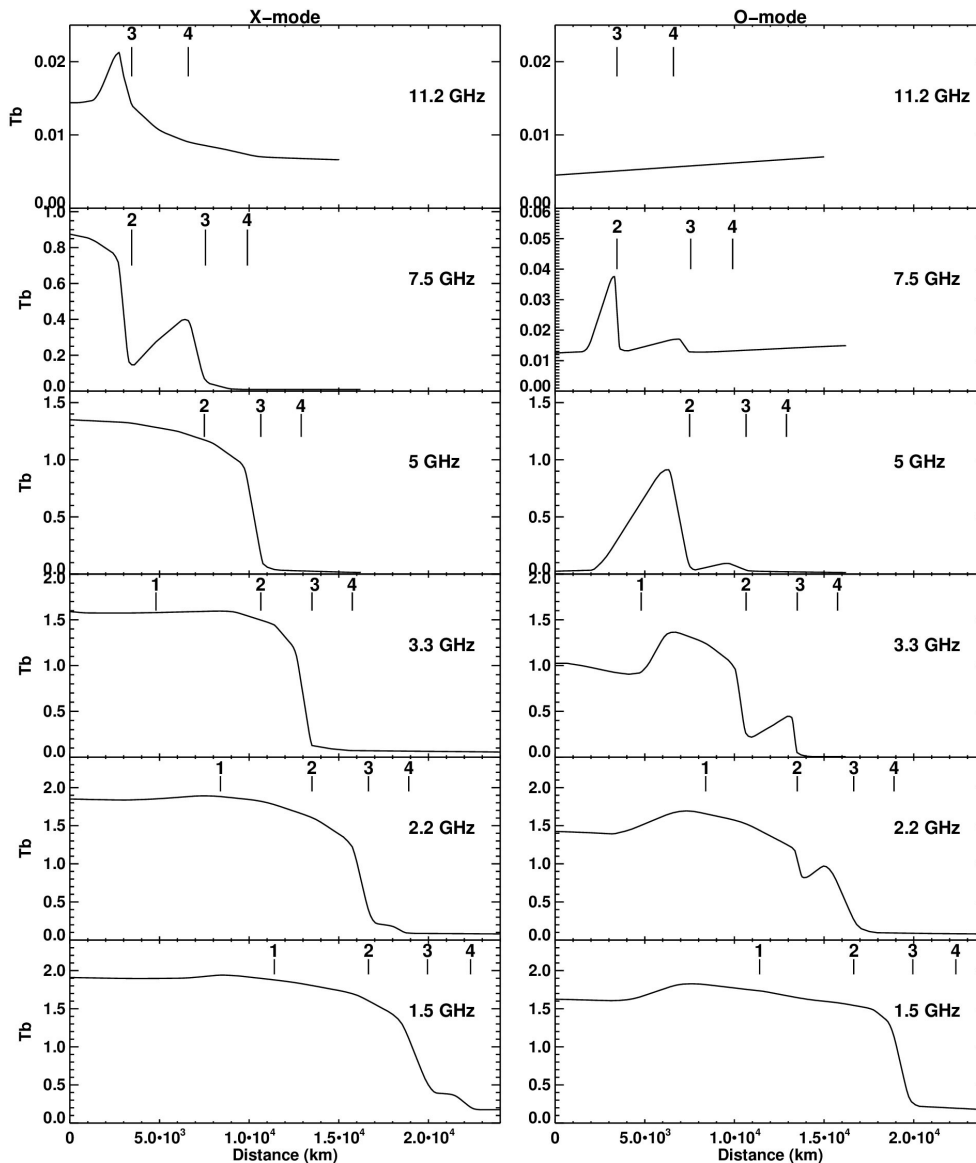 X−mode
O−mode
3 4
0.02
0.01
0.00
Tb
11.2 GHz
3 4
0.02
0.01
0.00
11.2 GHz
2 3 4
1.0
0.8
0.6
0.4
0.2
0.0
Tb
7.5 GHz
2 3 4
0.06
0.05
0.04
0.03
0.02
0.01
0.00
7.5 GHz
2 3 4
1.5
1.0
0.5
0.0
Tb
5 GHz
2 3 4
1.5
1.0
0.5
0.0
5 GHz
1 2 3 4
2.0
1.5
1.0
0.5
0.0
Tb
3.3 GHz
1 2 3 4
2.0
1.5
1.0
0.5
0.0
3.3 GHz
1 2 3 4
2.0
1.5
1.0
0.5
0.0
Tb
2.2 GHz
1 2 3 4
2.0
1.5
1.0
0.5
0.0
2.2 GHz
1 2 3 4
2.0
1.5
1.0
0.5
0.0
Tb
1.5 GHz
1 2 3 4
2.0
1.5
1.0
0.5
0.0
1.5 GHz
0 5.0•10³ 1.0•10⁴ 1.5•10⁴ 2.0•10⁴
Distance (km)
0 5.0•10³ 1.0•10⁴ 1.5•10⁴ 2.0•10⁴
Distance (km)